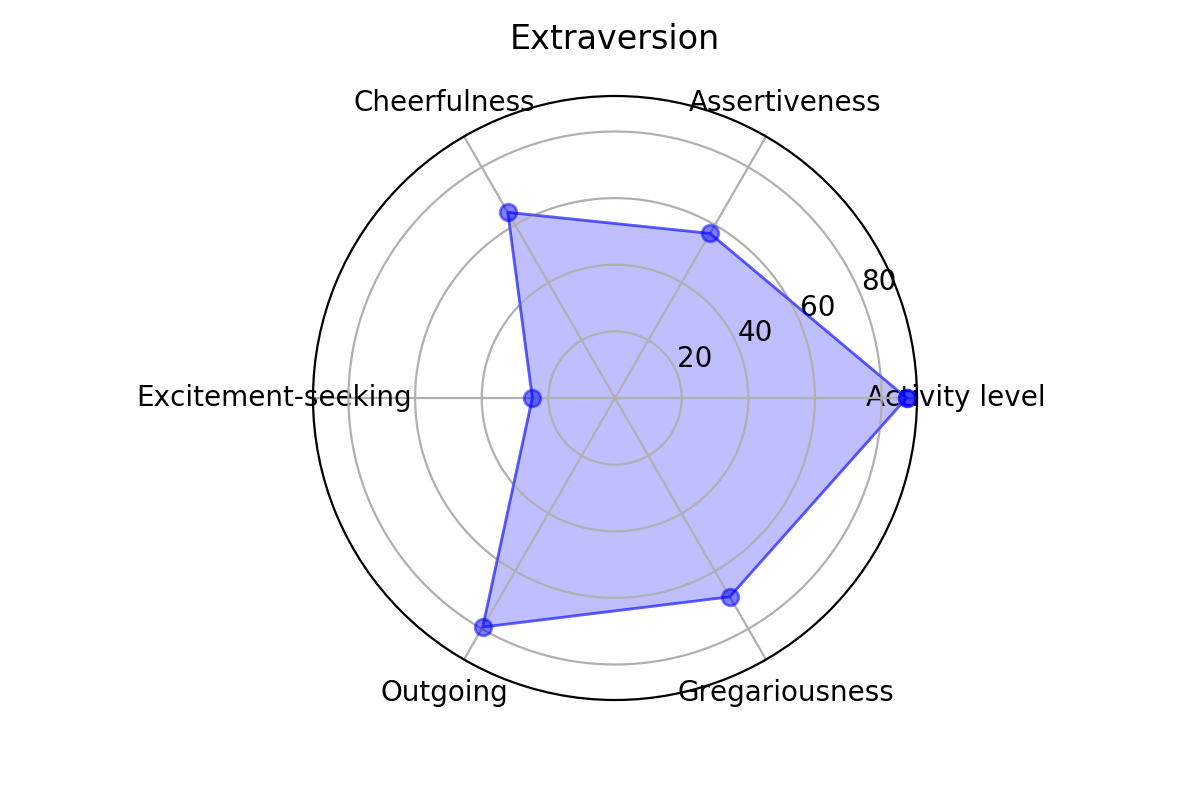 Extraversion
Cheerfulness
Assertiveness
80
60
40
20
Excitement-seeking
Activity level
Outgoing
Gregariousness